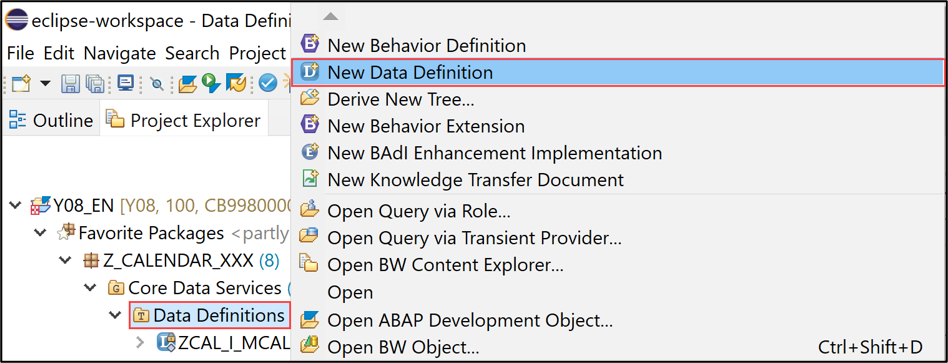 eclipse-workspace - Data Defini
File Edit Navigate Search Project
Outline Project Explorer
Y08_EN [Y08, 100, CB9980000
Favorite Packages <partly
Z_CALENDAR_XXX (8)
Core Data Services (
Data Definitions
ZCAL_I_MCAL
New Behavior Definition
New Data Definition
Derive New Tree...
New Behavior Extension
New BAdI Enhancement Implementation
New Knowledge Transfer Document
Open Query via Role...
Open Query via Transient Provider...
Open BW Content Explorer...
Open
Open ABAP Development Object...
Open BW Object... Ctrl+Shift+D